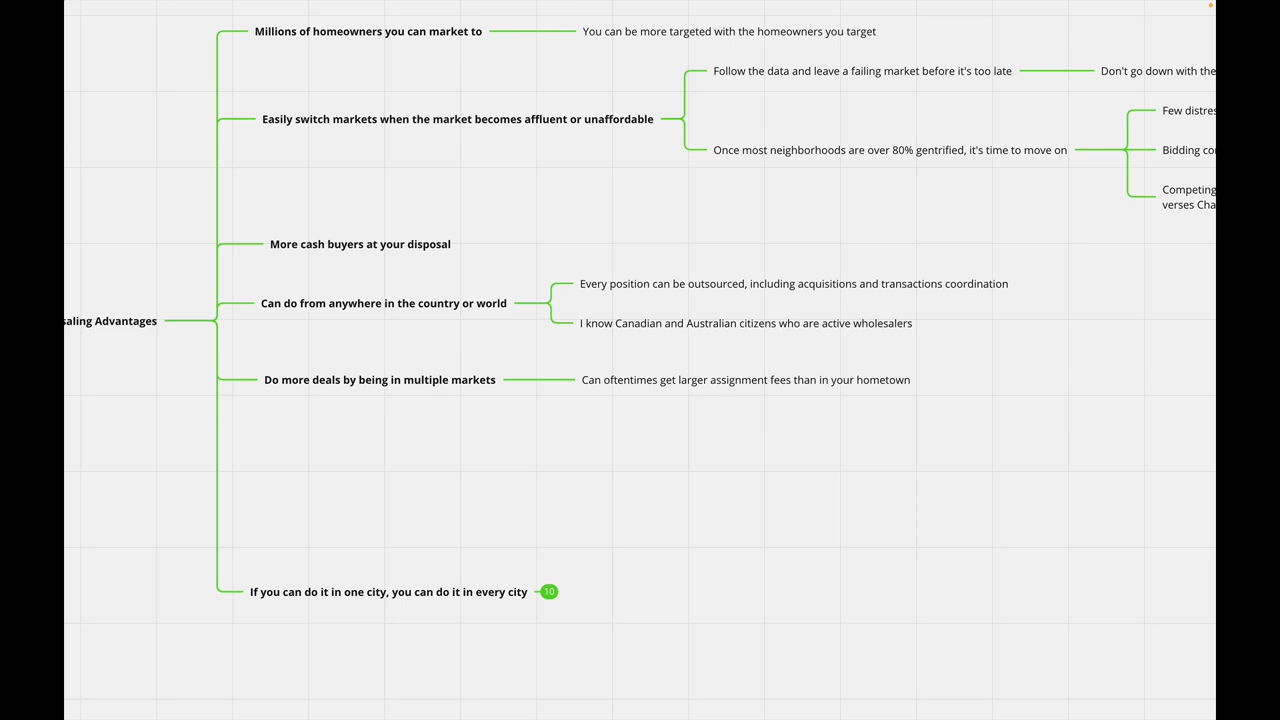 Millions of homeowners you can market to
You can be more targeted with the homeowners you target
Follow the data and leave a failing market before it's too late
Don't go down with the
Easily switch markets when the market becomes affluent or unaffordable
Few distres
Once most neighborhoods are over 80% gentrified, it's time to move on
Bidding
Competing
verses Cha
More cash buyers at your disposal
Every position can be outsourced, including acquisitions and transactions coordination
Can do from anywhere in the country or world
I know Canadian and Australian citizens who are active wholesalers
saling Advantages
Do more deals by being in multiple markets
Can oftentimes get larger assignment fees than in your hometown
If you can do it in one city, you can do it in every city
10